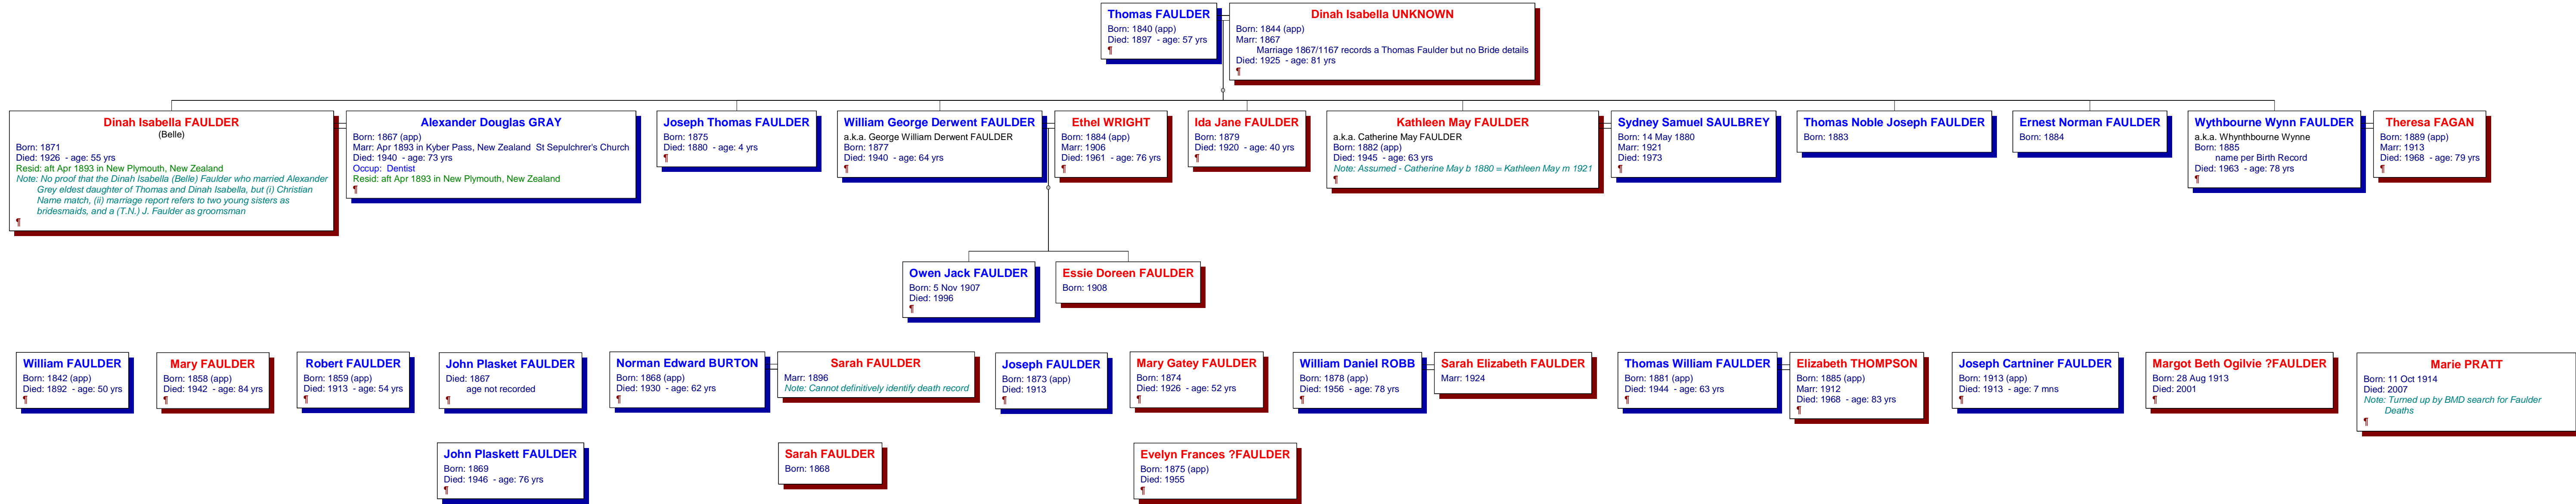 Thomas FAULDER
Born: 1840 (app)
Died: 1897 - age: 57 yrs
¶
Dinah Isabella UNKNOWN
Born: 1844 (app)
Marr: 1867
Marriage 1867/1167 records a Thomas Faulder but no Bride details
Died: 1925 - age: 81 yrs
¶
Dinah Isabella FAULDER
(Belle)
Born: 1871
Died: 1926 - age: 55 yrs
Resid: aft Apr 1893 in New Plymouth, New Zealand
Note: No proof that the Dinah Isabella (Belle) Faulder who married Alexander
Grey eldest daughter of Thomas and Dinah Isabella, but (i) Christian
Name match, (ii) marriage report refers to two young sisters as
bridesmaids, and a (T.N.) J. Faulder as groomsman
¶
Alexander Douglas GRAY
Born: 1867 (app)
Marr: Apr 1893 in Kyber Pass, New Zealand St Sepulchrer's Church
Died: 1940 - age: 73 yrs
Occup: Dentist
Resid: aft Apr 1893 in New Plymouth, New Zealand
¶
Joseph Thomas FAULDER
Born: 1875
Died: 1880 - age: 4 yrs
¶
William George Derwent FAULDER
a.k.a. George William Derwent FAULDER
Born: 1877
Died: 1940 - age: 64 yrs
¶
Ethel WRIGHT
Born: 1884 (app)
Marr: 1906
Died: 1961 - age: 76 yrs
¶
Ida Jane FAULDER
Born: 1879
Died: 1920 - age: 40 yrs
¶
Kathleen May FAULDER
a.k.a. Catherine May FAULDER
Born: 1882 (app)
Died: 1945 - age: 63 yrs
Note: Assumed - Catherine May b 1880 = Kathleen May m 1921
¶
Sydney Samuel SAULBREY
Born: 14 May 1880
Marr: 1921
Died: 1973
¶
Thomas Noble Joseph FAULDER
Born: 1883
Ernest Norman FAULDER
Born: 1884
Wythbourne Wynn FAULDER
a.k.a. Whynthbourne Wynne
Born: 1885
name per Birth Record
Died: 1963 - age: 78 yrs
¶
Theresa FAGAN
Born: 1889 (app)
Marr: 1913
Died: 1968 - age: 79 yrs
¶
Owen Jack FAULDER
Born: 5 Nov 1907
Died: 1996
¶
Essie Doreen FAULDER
Born: 1908
William FAULDER
Born: 1842 (app)
Died: 1892 - age: 50 yrs
¶
Mary FAULDER
Born: 1858 (app)
Died: 1942 - age: 84 yrs
¶
Robert FAULDER
Born: 1859 (app)
Died: 1913 - age: 54 yrs
¶
John Plasket FAULDER
Died: 1867
age not recorded
¶
Norman Edward BURTON
Born: 1868 (app)
Died: 1930 - age: 62 yrs
¶
Sarah FAULDER
Marr: 1896
Note: Cannot definitively identify death record
¶
Joseph FAULDER
Born: 1873 (app)
Died: 1913
¶
Mary Gatey FAULDER
Born: 1874
Died: 1926 - age: 52 yrs
¶
William Daniel ROBB
Born: 1878 (app)
Died: 1956 - age: 78 yrs
¶
Sarah Elizabeth FAULDER
Marr: 1924
Thomas William FAULDER
Born: 1881 (app)
Died: 1944 - age: 63 yrs
¶
Elizabeth THOMPSON
Born: 1885 (app)
Marr: 1912
Died: 1968 - age: 83 yrs
¶
Joseph Cartniner FAULDER
Born: 1913 (app)
Died: 1913 - age: 7 mns
¶
Margot Beth Ogilvie ?FAULDER
Born: 28 Aug 1913
Died: 2001
¶
Marie PRATT
Born: 11 Oct 1914
Died: 2007
Note: Turned up by BMD search for Faulder
Deaths
¶
John Plaskett FAULDER
Born: 1869
Died: 1946 - age: 76 yrs
¶
Sarah FAULDER
Born: 1868
Evelyn Frances ?FAULDER
Born: 1875 (app)
Died: 1955
¶